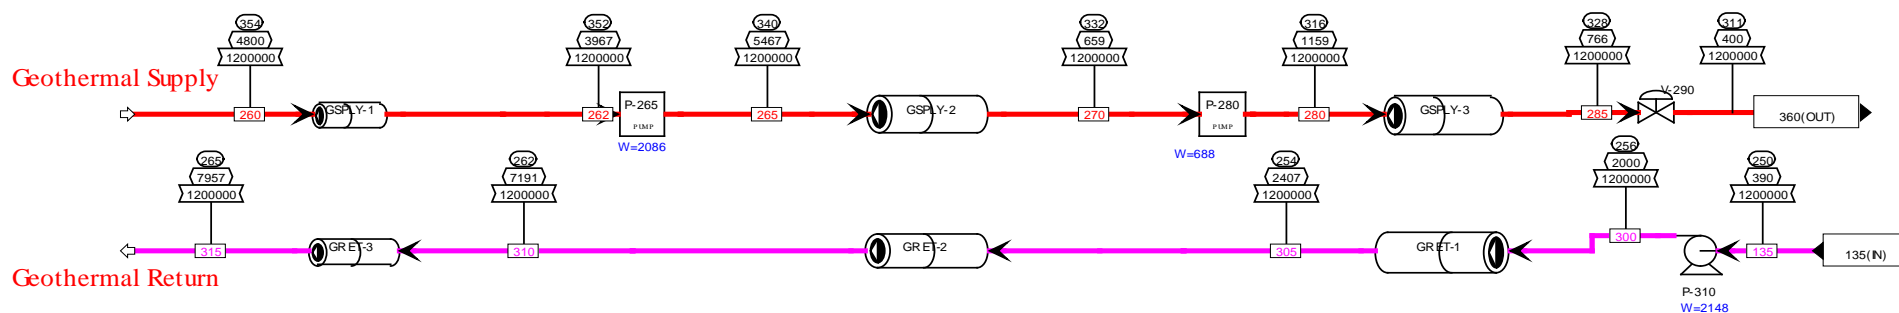 354 352 340 332 316 328 311
4800 3967 5467 659 1159 766 400
1200000 1200000 1200000 1200000 1200000 1200000 1200000
Geothermal Supply
260 GSPLY-1 262 P-265 265 GSPLY-2 270 P-280 280 GSPLY-3 285 V-290 360(OUT)
PUMP PUMP
W=2086 W=688
265 262 254 256 250
7957 7191 2407 2000 390
1200000 1200000 1200000 1200000 1200000
315 GRET-3 310 GRET-2 305 GRET-1 300 135 135(IN)
Geothermal Return
P-310
W=2148